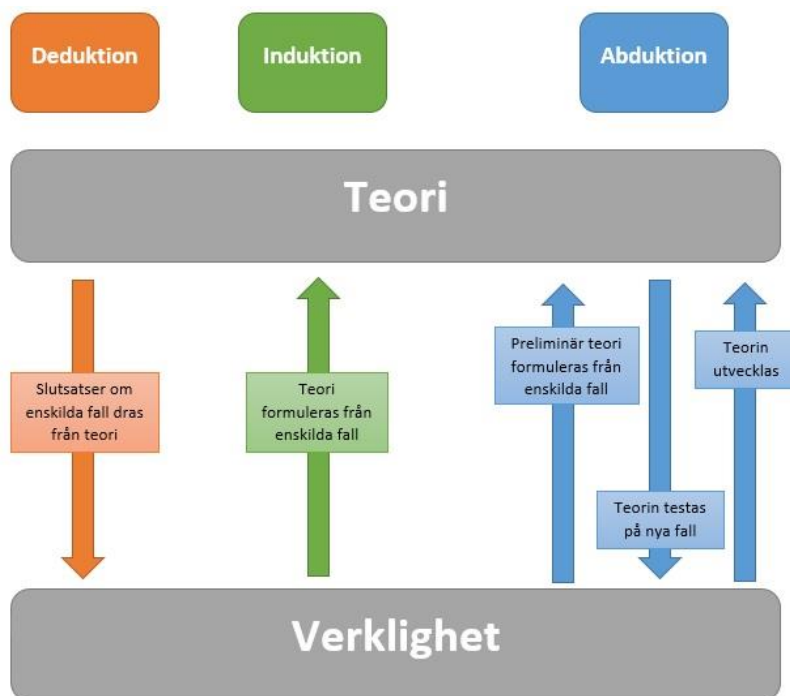 Deduktion
Induktion
Abduktion
Teori
Slutsatser om
enskilda fall dras
från teori
Teori
formuleras från
enskilda fall
Preliminär teori
formuleras från
enskilda fall
Teorin testas
på nya fall
Teorin
utvecklas
Verklighet